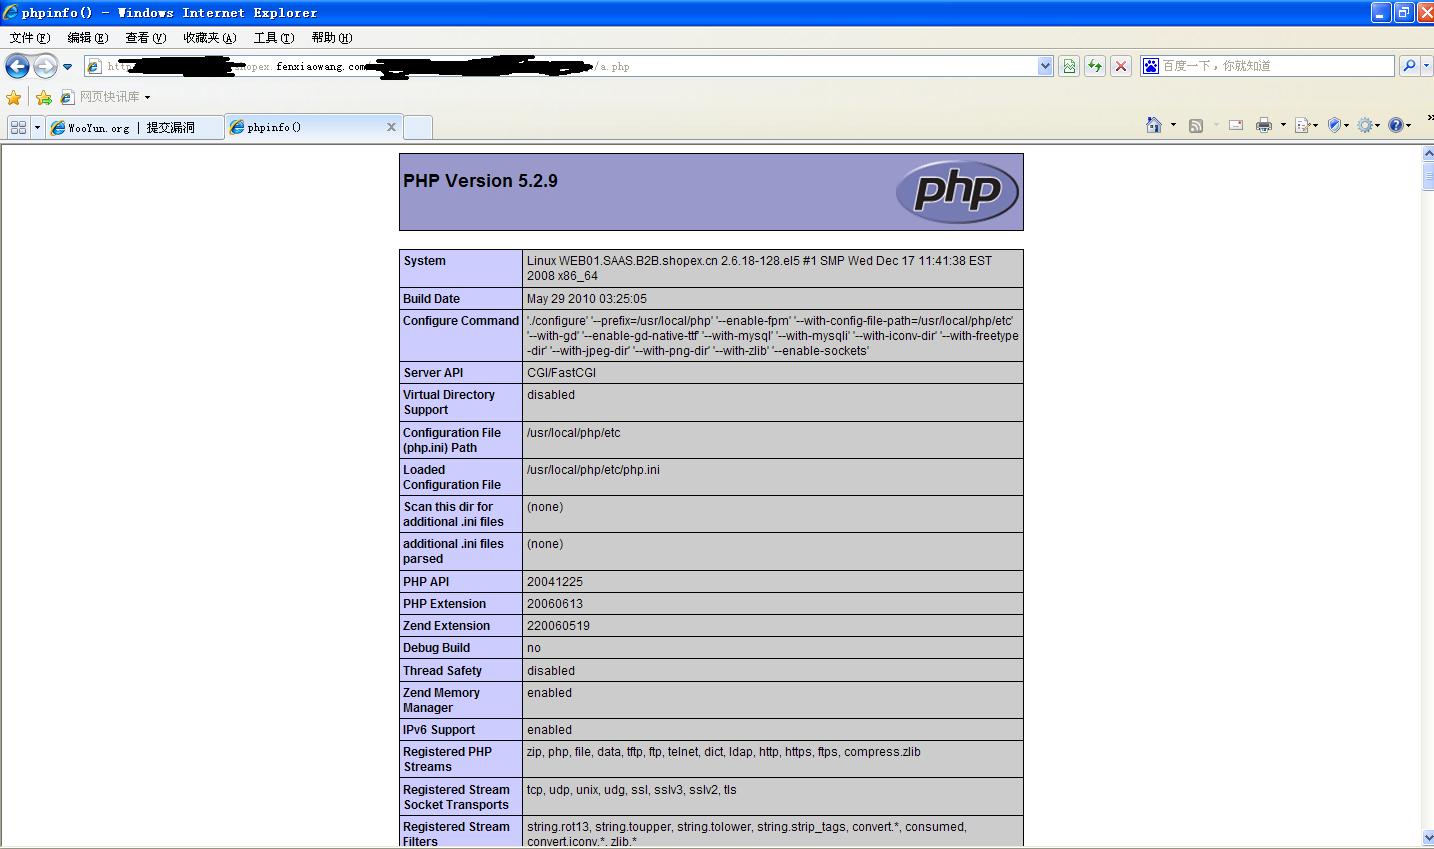 phpinfo() - Windows Internet Explorer
文件(F) 编辑(E) 查看(V) 收藏夹(A) 工具(T) 帮助(H)
shopex.fenxiaowang.com /a.php 百度一下，你就知道
网页快讯库
WooYun.org | 提交漏洞 phpinfo()
PHP Version 5.2.9
php
System Linux WEB01.SAAS.B2B.shopex.cn 2.6.18-128.el5 #1 SMP Wed Dec 17 11:41:38 EST
2008 x86_64
Build Date May 29 2010 03:25:05
Configure Command './configure' '--prefix=/usr/local/php' '--enable-fpm' '--with-config-file-path=/usr/local/php/etc'
'--with-gd' '--enable-gd-native-ttf' '--with-mysql' '--with-mysqli' '--with-iconv-dir' '--with-freetype
-dir' '--with-jpeg-dir' '--with-png-dir' '--with-zlib' '--enable-sockets'
Server API CGI/FastCGI
Virtual Directory
Support disabled
Configuration File
(php.ini) Path /usr/local/php/etc
Loaded
Configuration File /usr/local/php/etc/php.ini
Scan this dir for
additional .ini files (none)
additional .ini files
parsed (none)
PHP API 20041225
PHP Extension 20060613
Zend Extension 220060519
Debug Build no
Thread Safety disabled
Zend Memory
Manager enabled
IPv6 Support enabled
Registered PHP
Streams zip, php, file, data, tftp, ftp, telnet, dict, ldap, http, https, ftps, compress.zlib
Registered Stream
Socket Transports tcp, udp, unix, udg, ssl, sslv3, sslv2, tls
Registered Stream
Filters string.rot13, string.toupper, string.tolower, string.strip_tags, convert.*, consumed,
convert.iconv.*, zlib.*